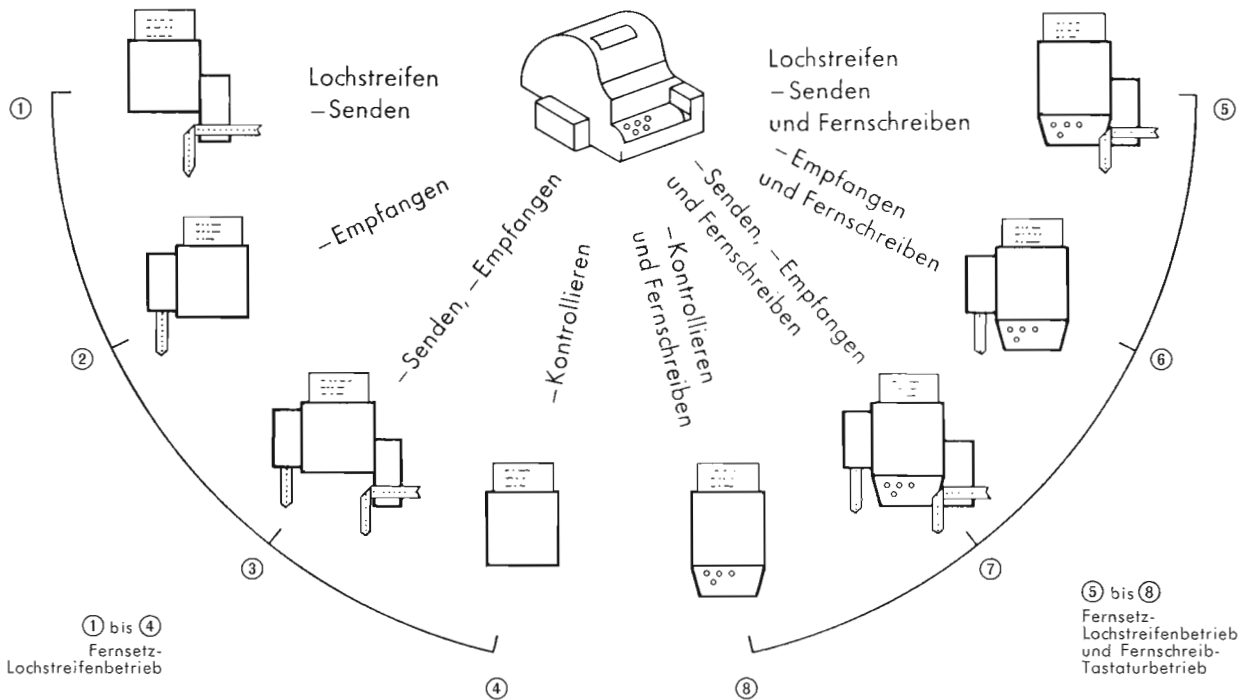 Lochstreifen
–Senden
①
–Empfangen
②
–Senden, –Empfangen
③
–Kontrollieren
④
① bis ④
Fernsetz-
Lochstreifenbetrieb
Lochstreifen
–Senden
und Fernschreiben
⑤
–Empfangen
und Fernschreiben
⑥
–Senden, –Empfangen
und Fernschreiben
⑦
–Kontrollieren
und Fernschreiben
⑧
⑤ bis ⑧
Fernsetz-
Lochstreifenbetrieb
und Fernschreib-
Tastaturbetrieb